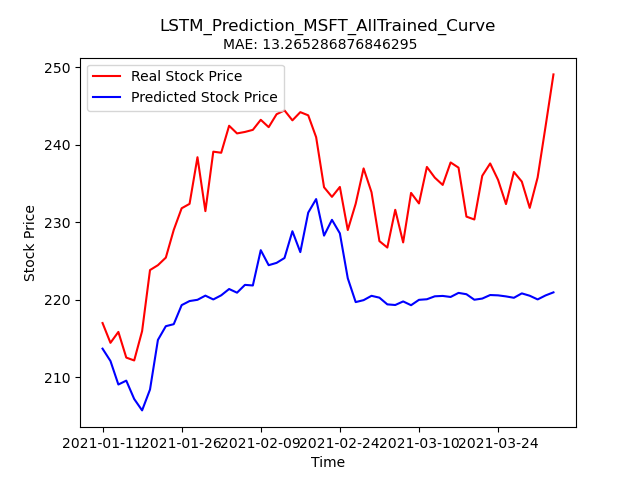 LSTM_Prediction_MSFT_AllTrained_Curve
MAE: 13.265286876846295
Real Stock Price
Predicted Stock Price
Stock Price
250
240
230
220
210
2021-01-11 2021-01-26 2021-02-09 2021-02-24 2021-03-10 2021-03-24
Time